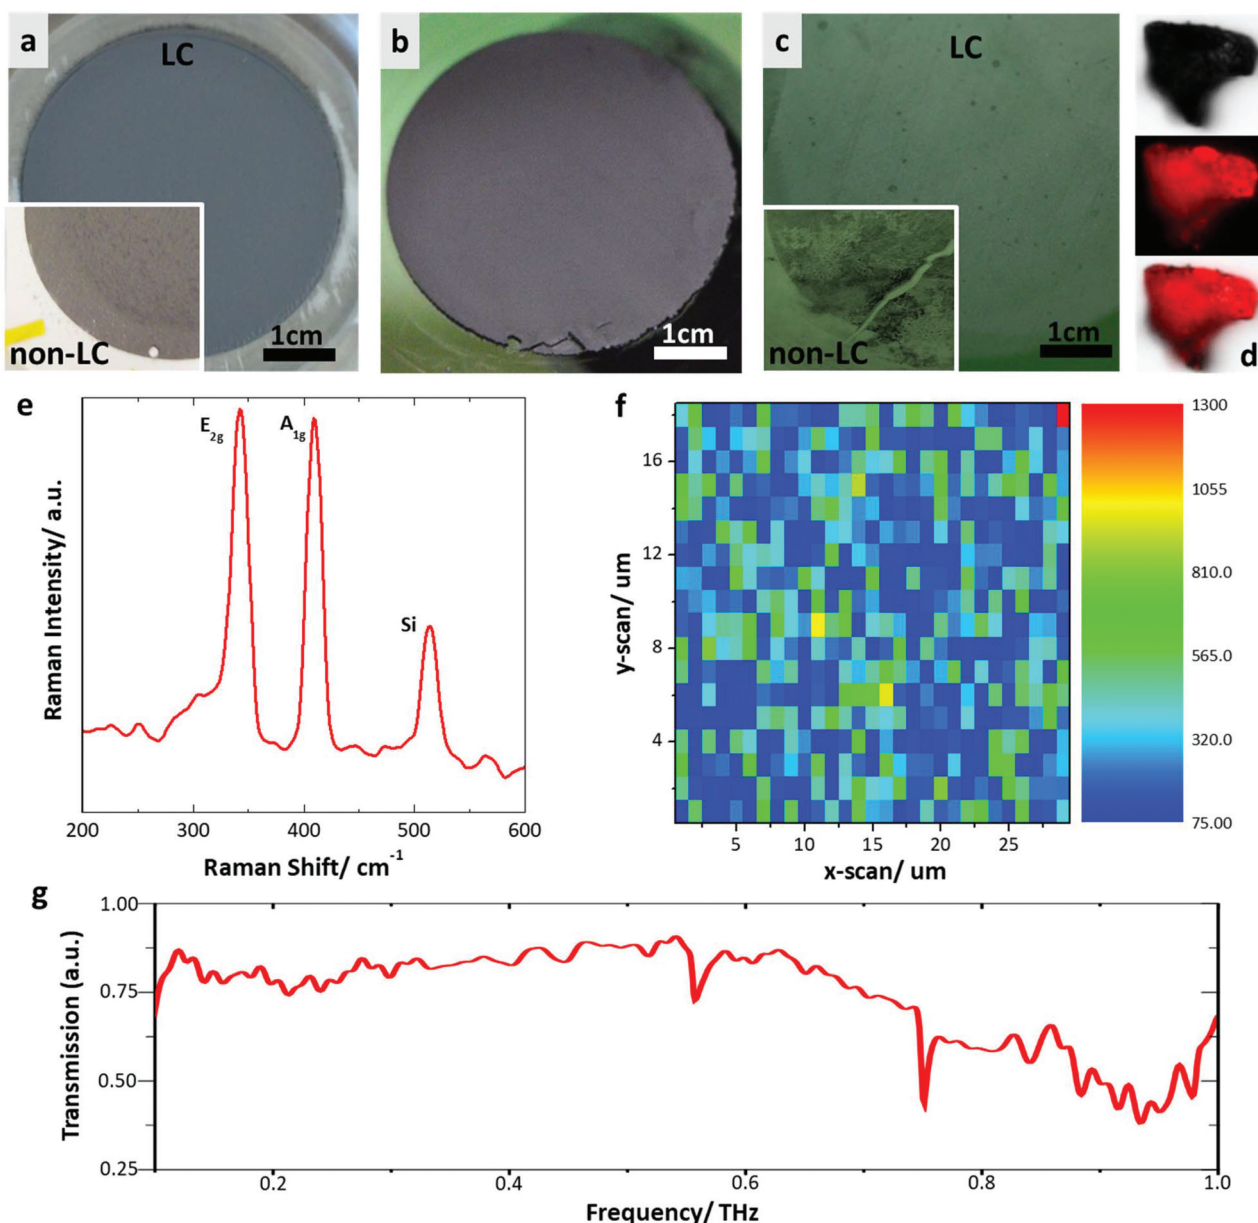 a
LC
non-LC
1cm
b
1cm
c
LC
non-LC
1cm
d
e
E2g
A1g
Si
Raman Intensity/ a.u.
200
300
400
500
600
Raman Shift/ cm⁻¹
f
y-scan/ um
16
12
8
4
5
10
15
20
25
x-scan/ um
1300
1055
810.0
565.0
320.0
75.00
g
Transmission (a.u.)
1.00
0.75
0.50
0.25
0.2
0.4
0.6
0.8
1.0
Frequency/ THz